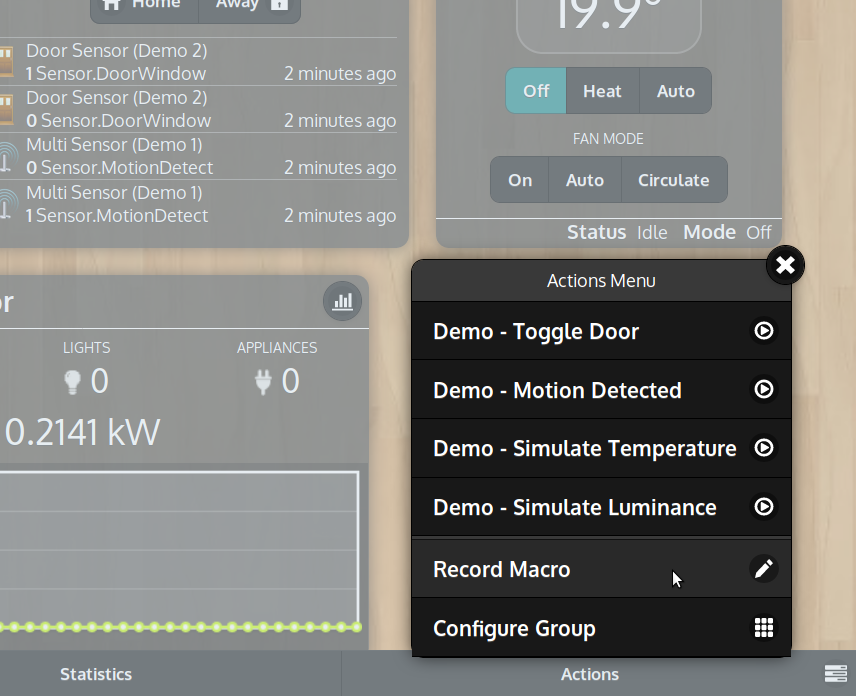 Home Away
Door Sensor (Demo 2)
1 Sensor.DoorWindow 2 minutes ago
Door Sensor (Demo 2)
0 Sensor.DoorWindow 2 minutes ago
Multi Sensor (Demo 1)
0 Sensor.MotionDetect 2 minutes ago
Multi Sensor (Demo 1)
1 Sensor.MotionDetect 2 minutes ago
19.9°
Off Heat Auto
FAN MODE
On Auto Circulate
Status Idle Mode Off
LIGHTS APPLIANCES
0 0
0.2141 kW
Actions Menu
Demo - Toggle Door
Demo - Motion Detected
Demo - Simulate Temperature
Demo - Simulate Luminance
Record Macro
Configure Group
Statistics Actions